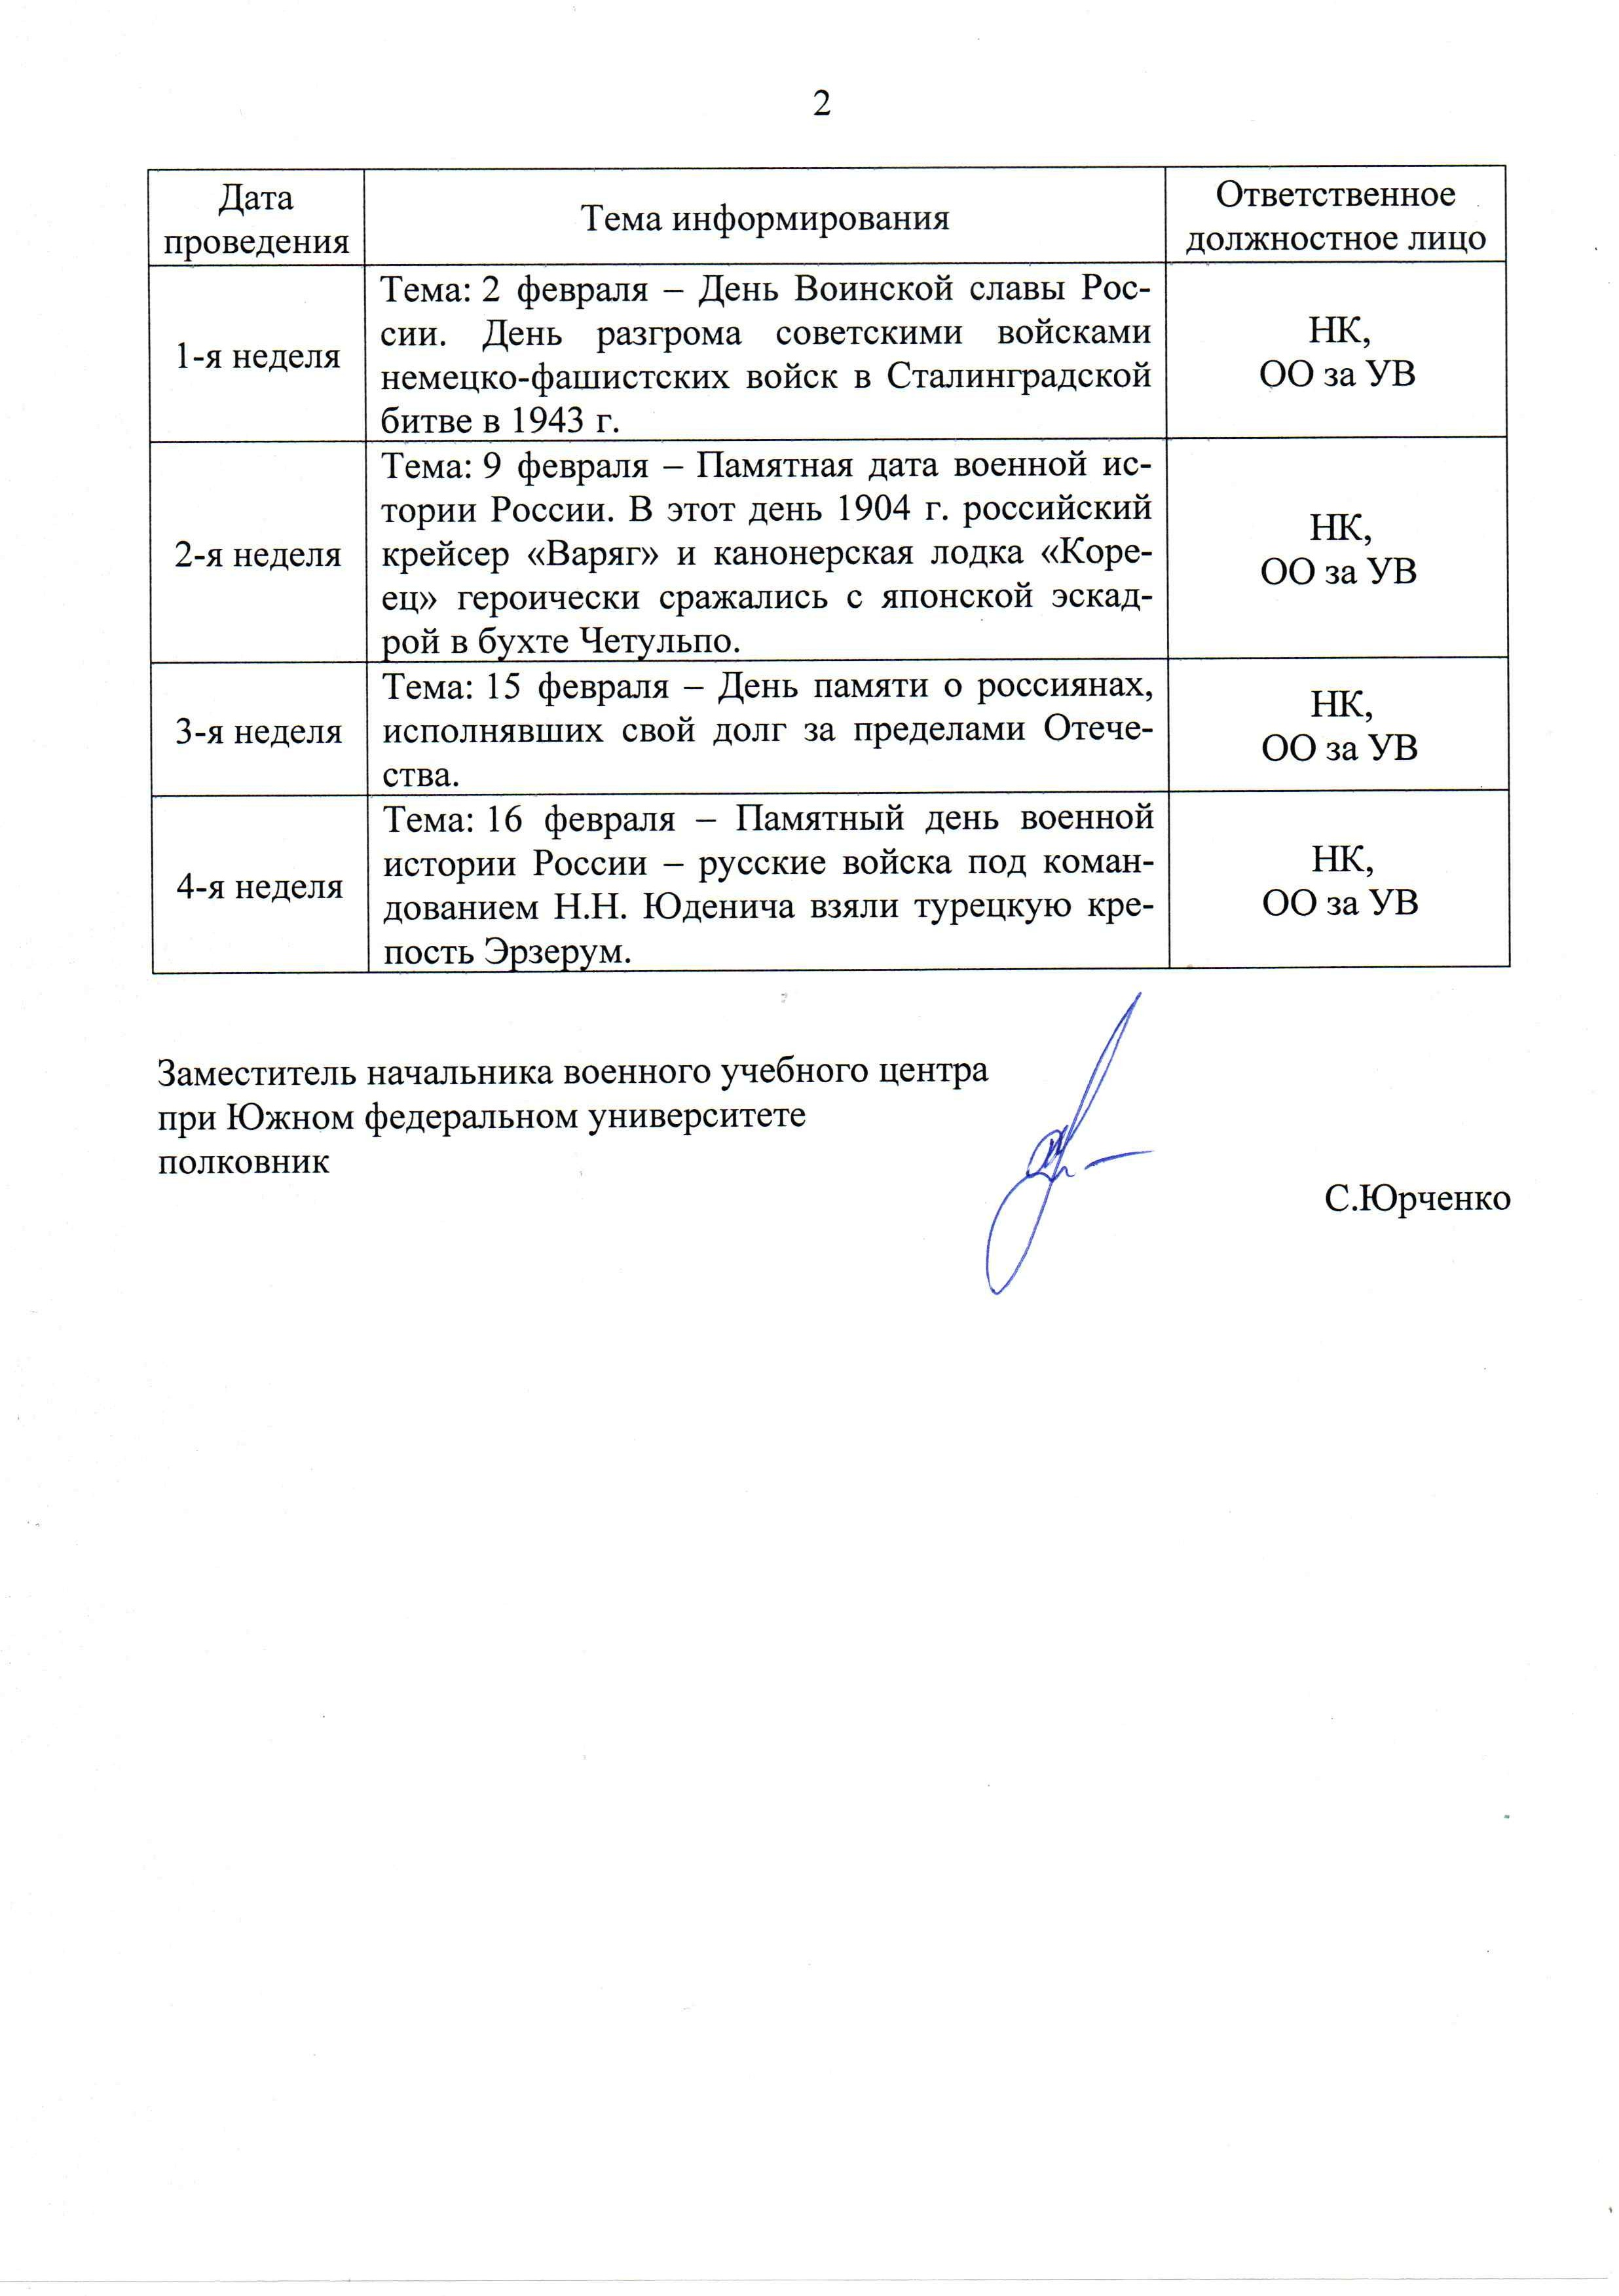 2
Дата
проведения
Тема информирования
Ответственное
должностное лицо
1-я неделя
Тема: 2 февраля – День Воинской славы Рос-
сии. День разгрома советскими войсками
немецко-фашистских войск в Сталинградской
битве в 1943 г.
НК,
ОО за УВ
2-я неделя
Тема: 9 февраля – Памятная дата военной ис-
тории России. В этот день 1904 г. российский
крейсер «Варяг» и канонерская лодка «Коре-
ец» героически сражались с японской эскад-
рой в бухте Четульпо.
НК,
ОО за УВ
3-я неделя
Тема: 15 февраля – День памяти о россиянах,
исполнявших свой долг за пределами Отече-
ства.
НК,
ОО за УВ
4-я неделя
Тема: 16 февраля – Памятный день военной
истории России – русские войска под коман-
дованием Н.Н. Юденича взяли турецкую кре-
пость Эрзерум.
НК,
ОО за УВ
Заместитель начальника военного учебного центра
при Южном федеральном университете
полковник
С.Юрченко